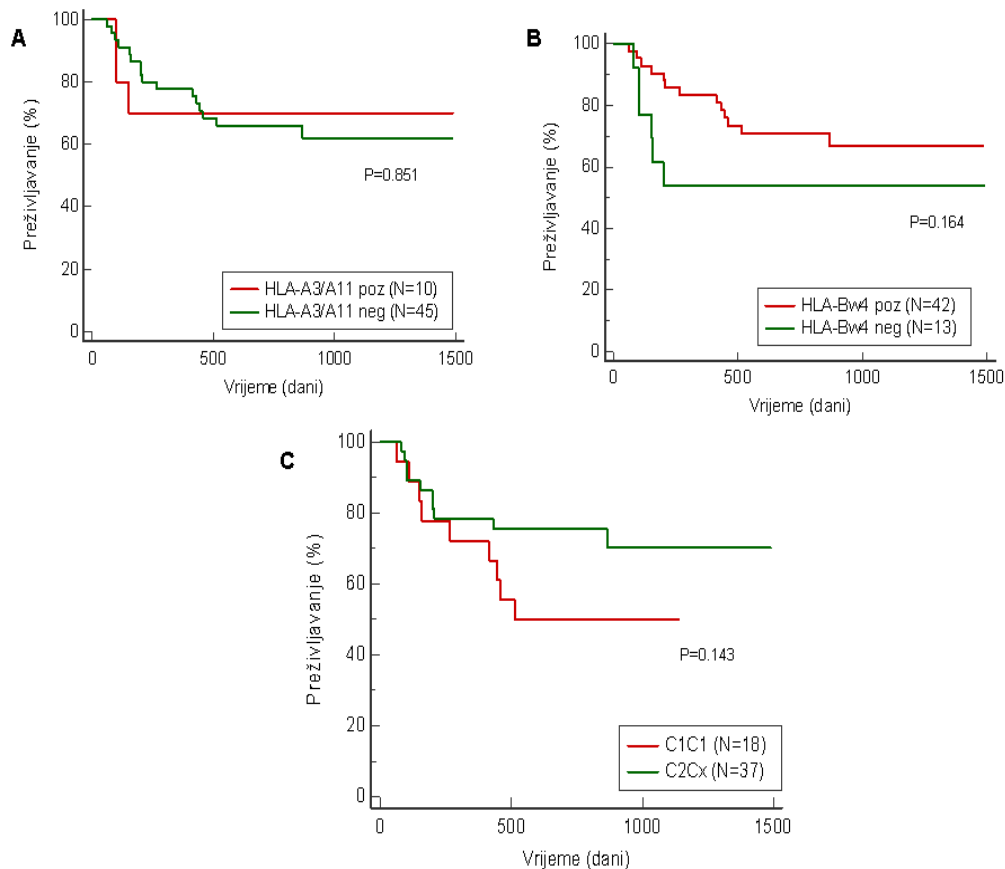 A
Preživljavanje (%)
100
80
60
40
20
0
P=0.851
HLA-A3/A11 poz (N=10)
HLA-A3/A11 neg (N=45)
0
500
1000
1500
Vrijeme (dani)
B
Preživljavanje (%)
100
80
60
40
20
0
P=0.164
HLA-Bw4 poz (N=42)
HLA-Bw4 neg (N=13)
0
500
1000
1500
Vrijeme (dani)
C
Preživljavanje (%)
100
80
60
40
20
0
P=0.143
C1C1 (N=18)
C2Cx (N=37)
0
500
1000
1500
Vrijeme (dani)